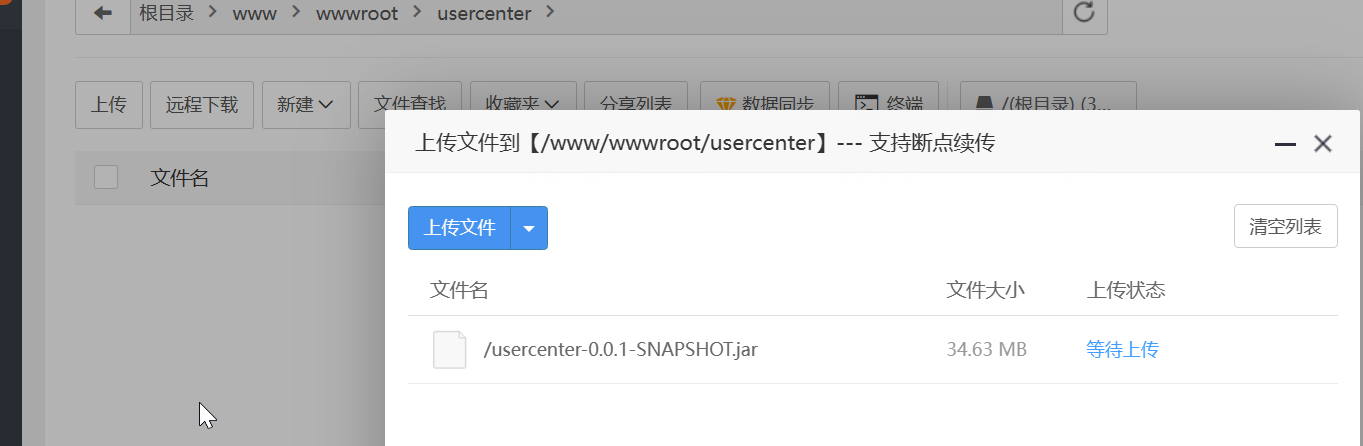 根目录 > www > wwwroot > usercenter >
上传 远程下载 新建 文件查找 收藏夹 分享列表 数据同步 终端 /(根目录) (3...
上传文件到【/www/wwwroot/usercenter】--- 支持断点续传
文件名
上传文件 清空列表
文件名 文件大小 上传状态
/usercenter-0.0.1-SNAPSHOT.jar 34.63 MB 等待上传